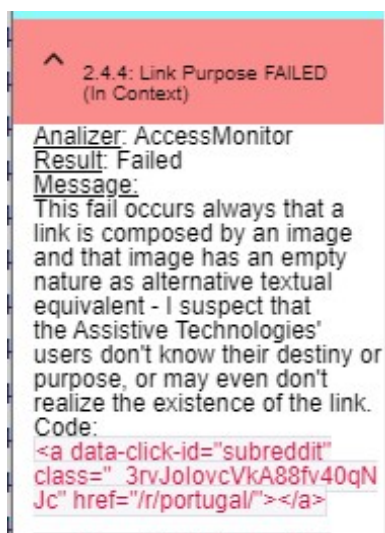 2.4.4: Link Purpose FAILED
(In Context)
Analizer: AccessMonitor
Result: Failed
Message:
This fail occurs always that a
link is composed by an image
and that image has an empty
nature as alternative textual
equivalent - I suspect that
the Assistive Technologies'
users don't know their destiny or
purpose, or may even don't
realize the existence of the link.
Code:
<a data-click-id="subreddit"
class="_3rvJolovcVkA88fv40qN
Jc" href="/r/portugal/"></a>